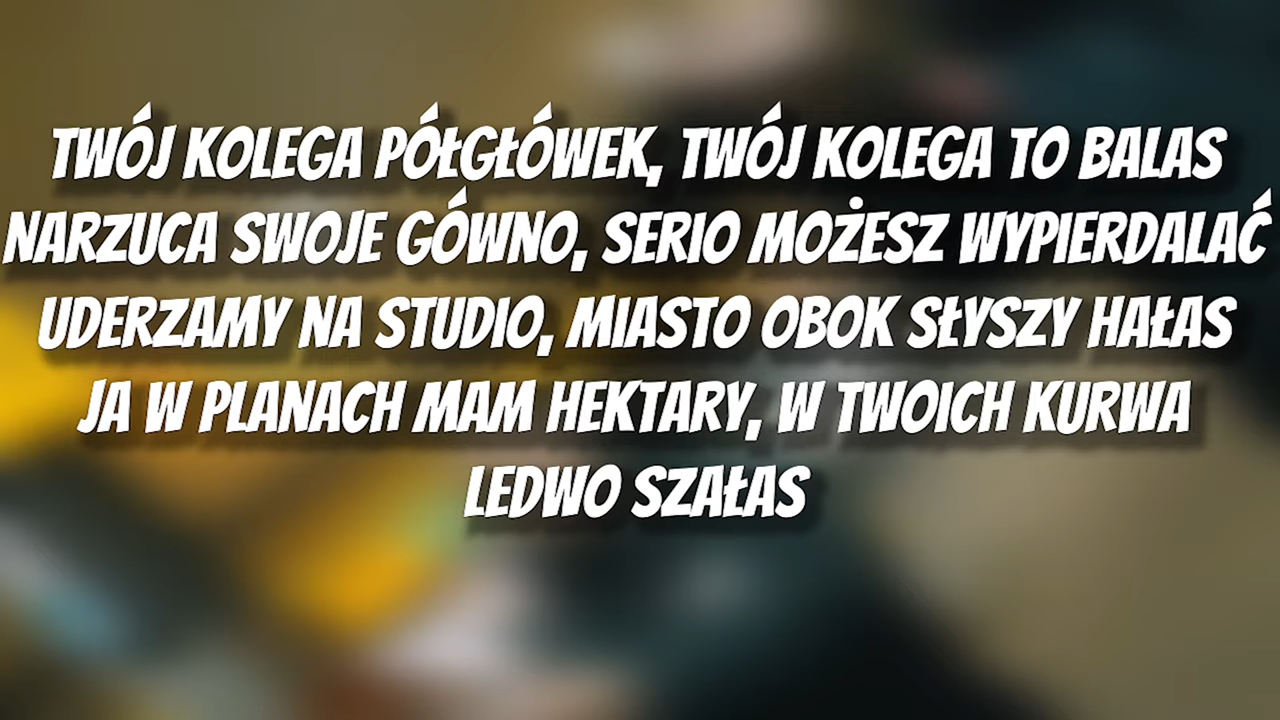 TWÓJ KOLEGA PÓŁGŁÓWEK, TWÓJ KOLEGA TO BALAS
NARZUCA SWOJE GÓWNO, SERIO MOŻESZ WYPIERDALAĆ
UDERZAMY NA STUDIO, MIASTO OBOK SŁYSZY HAŁAS
JA W PLANACH MAM HEKTARY, W TWOICH KURWA
LEDWO SZAŁAS